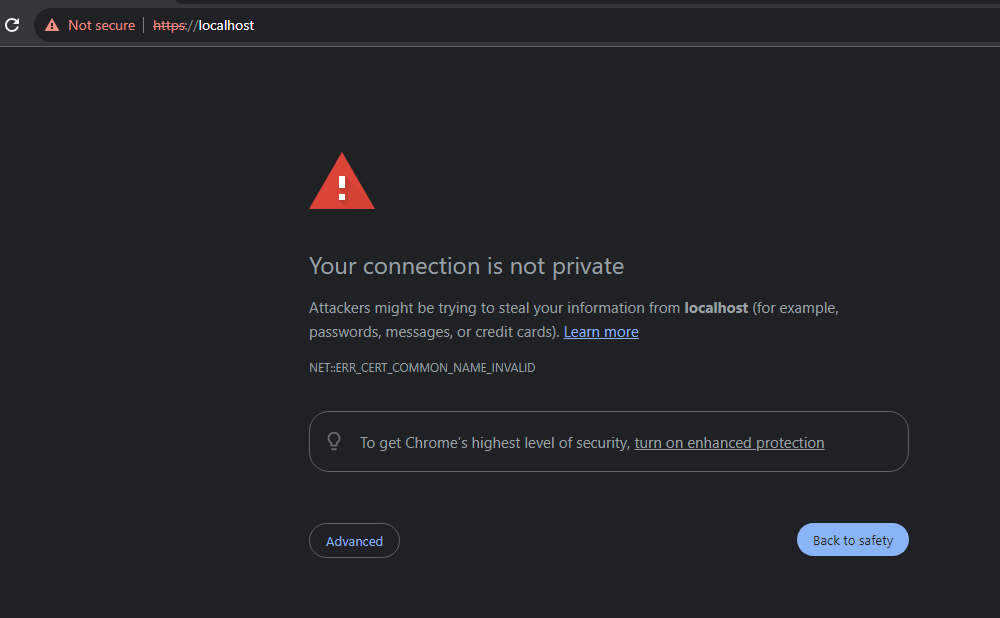 Not secure https://localhost
Your connection is not private
Attackers might be trying to steal your information from localhost (for example,
passwords, messages, or credit cards). Learn more
NET::ERR_CERT_COMMON_NAME_INVALID
To get Chrome's highest level of security, turn on enhanced protection
Advanced
Back to safety